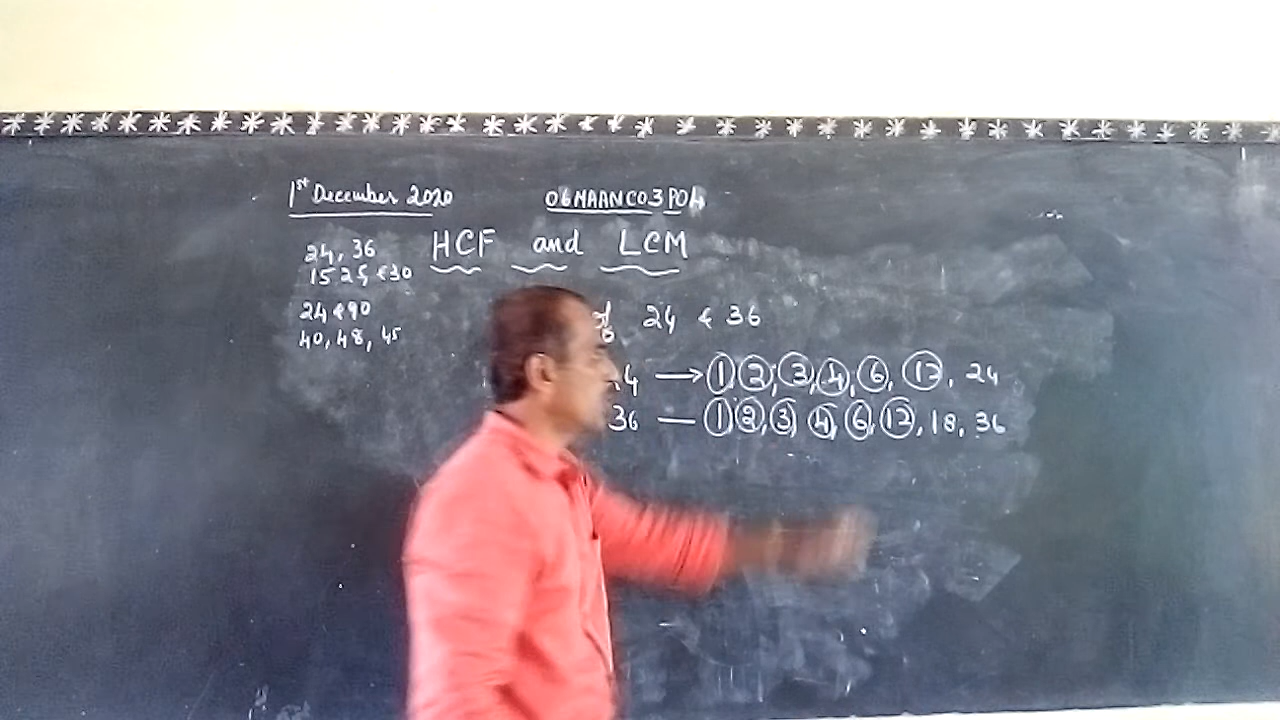 1st December 2020
06MAANC03P04
HCF and LCM
24, 36
15 25 & 30
24 & 90
40, 48, 45
of 24 & 36
24 → 1, 2, 3, 4, 6, 12, 24
36 — 1, 2, 3, 4, 6, 12, 18, 36